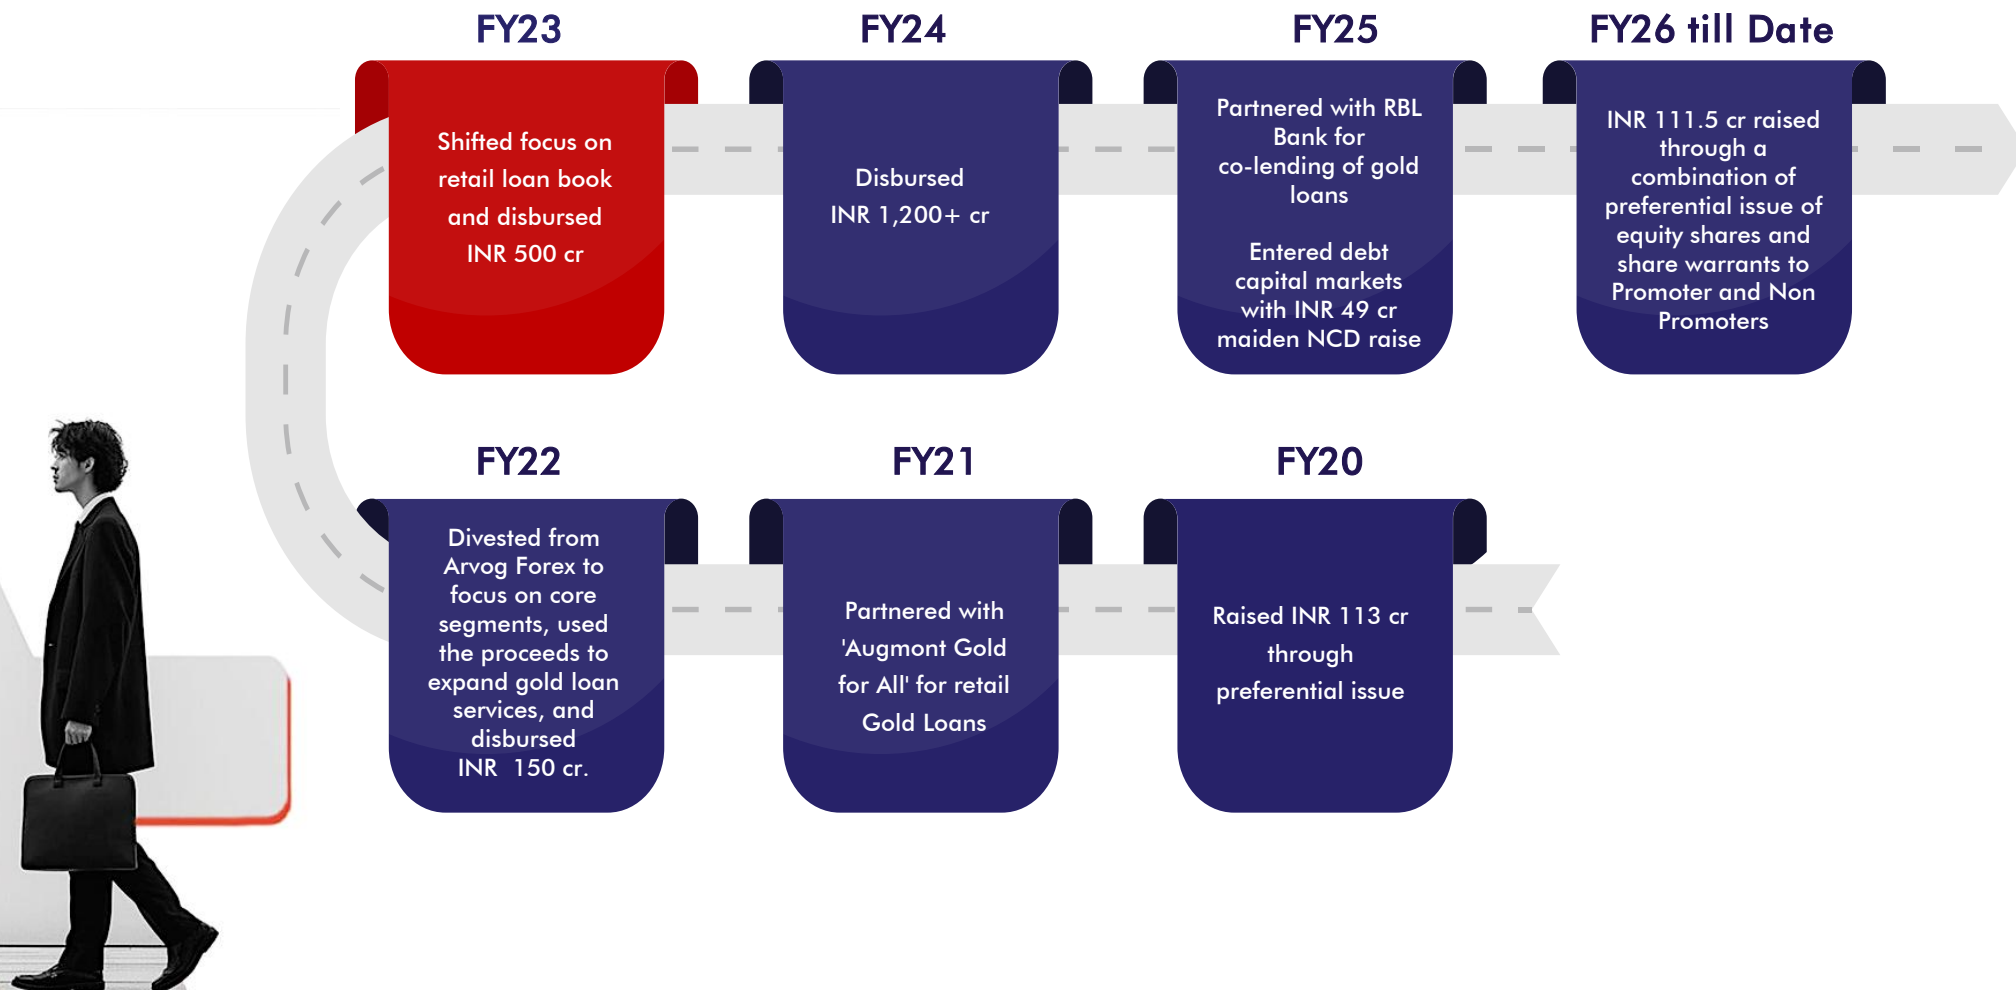 FY23
Shifted focus on
retail loan book
and disbursed
INR 500 cr
FY24
Disbursed
INR 1,200+ cr
FY25
Partnered with RBL
Bank for
co-lending of gold
loans
Entered debt
capital markets
with INR 49 cr
maiden NCD raise
FY26 till Date
INR 111.5 cr raised
through a
combination of
preferential issue of
equity shares and
share warrants to
Promoter and Non
Promoters
FY22
Divested from
Arvog Forex to
focus on core
segments, used
the proceeds to
expand gold loan
services, and
disbursed
INR  150 cr.
FY21
Partnered with
'Augmont Gold
for All' for retail
Gold Loans
FY20
Raised INR 113 cr
through
preferential issue